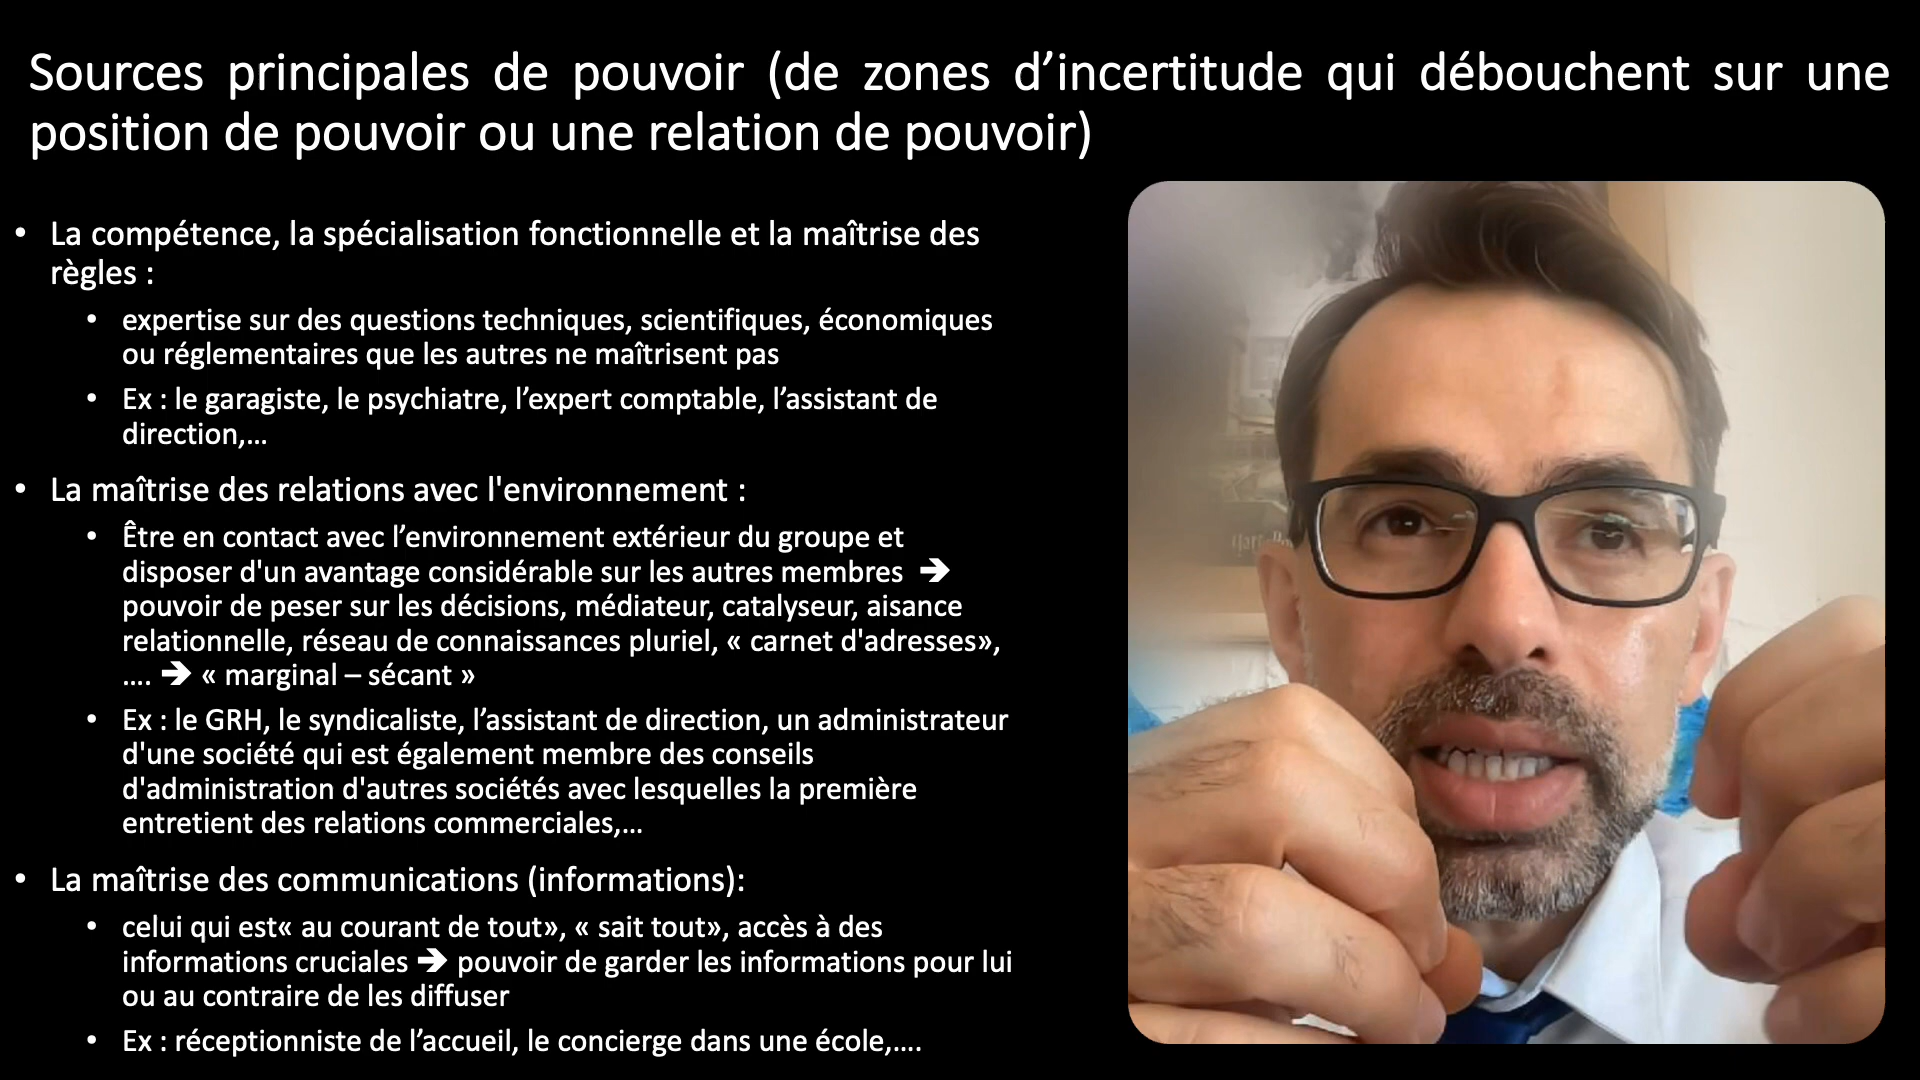 Sources principales de pouvoir (de zones d’incertitude qui débouchent sur une
position de pouvoir ou une relation de pouvoir)
• La compétence, la spécialisation fonctionnelle et la maîtrise des
règles :
• expertise sur des questions techniques, scientifiques, économiques
ou réglementaires que les autres ne maîtrisent pas
• Ex : le garagiste, le psychiatre, l’expert comptable, l’assistant de
direction,...
• La maîtrise des relations avec l'environnement :
• Être en contact avec l’environnement extérieur du groupe et
disposer d'un avantage considérable sur les autres membres ➔
pouvoir de peser sur les décisions, médiateur, catalyseur, aisance
relationnelle, réseau de connaissances pluriel, « carnet d'adresses»,
.... ➔ « marginal – sécant »
• Ex : le GRH, le syndicaliste, l’assistant de direction, un administrateur
d'une société qui est également membre des conseils
d'administration d'autres sociétés avec lesquelles la première
entretient des relations commerciales,...
• La maîtrise des communications (informations):
• celui qui est« au courant de tout», « sait tout», accès à des
informations cruciales ➔ pouvoir de garder les informations pour lui
ou au contraire de les diffuser
• Ex : réceptionniste de l’accueil, le concierge dans une école,....